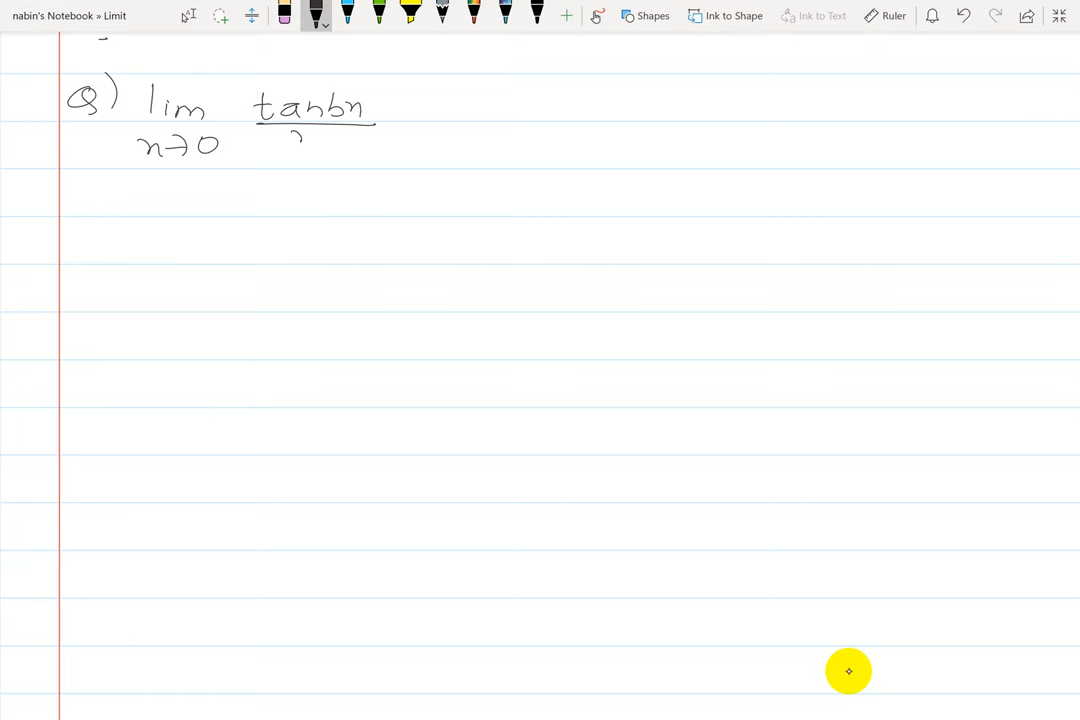 nabin's Notebook » Limit Shapes Ink to Shape Ink to Text Ruler
Q) lim tanbx
x→0